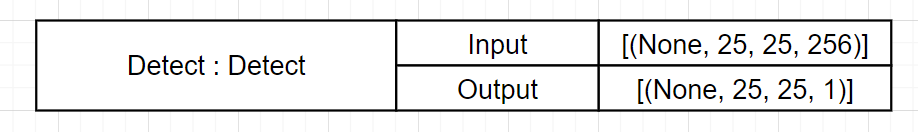 Detect : Detect
Input
[(None, 25, 25, 256)]
Output
[(None, 25, 25, 1)]